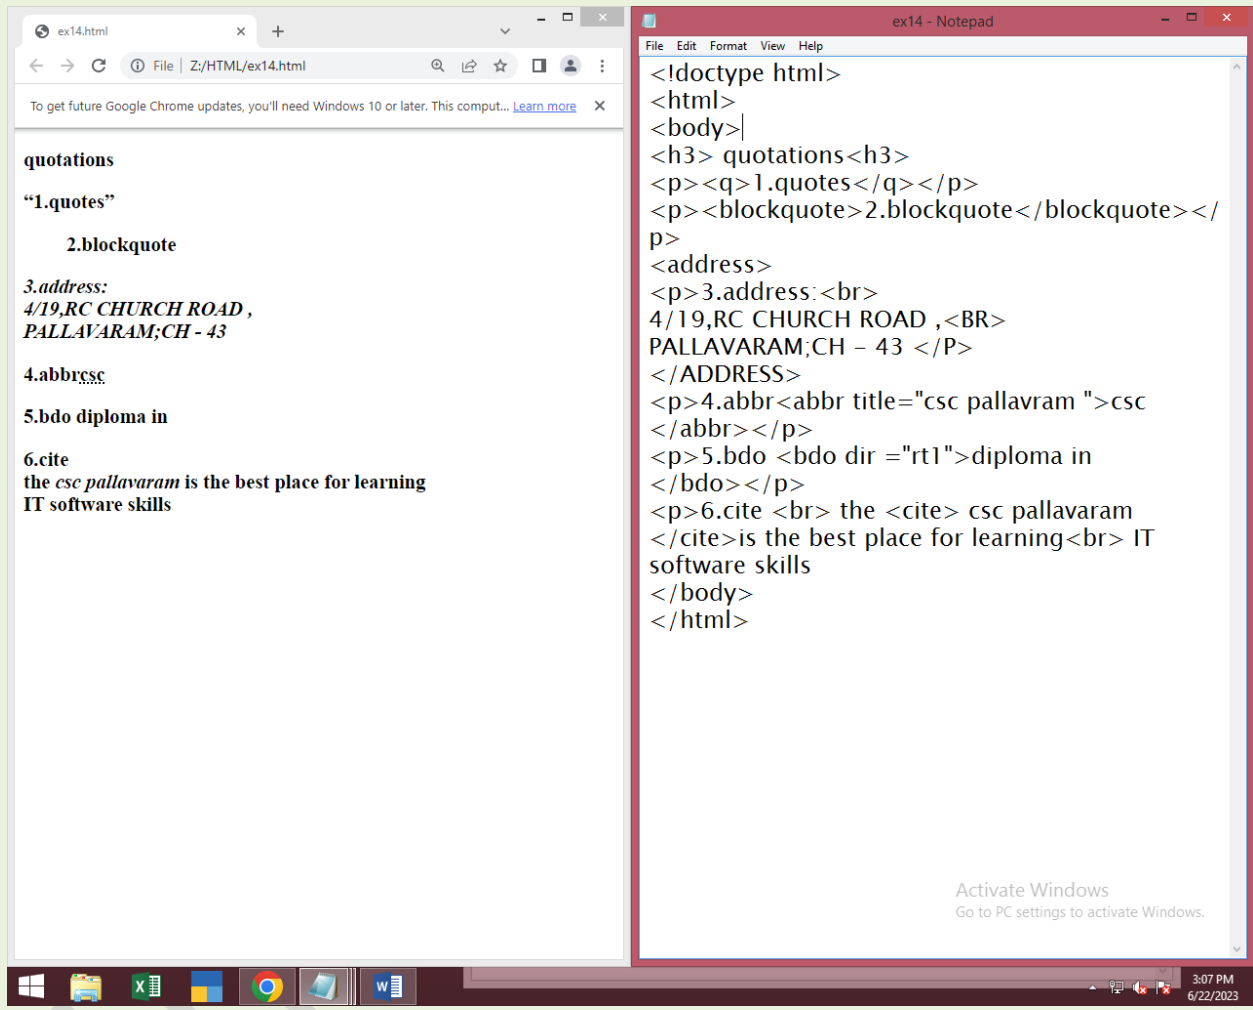 ex14.html
File | Z:/HTML/ex14.html
To get future Google Chrome updates, you'll need Windows 10 or later. This comput... Learn more
quotations
“1.quotes”
2.blockquote
3.address:
4/19,RC CHURCH ROAD ,
PALLAVARAM;CH - 43
4.abbrcsc
5.bdo diploma in
6.cite
the csc pallavaram is the best place for learning
IT software skills
ex14 - Notepad
File Edit Format View Help
<!doctype html>
<html>
<body>
<h3> quotations<h3>
<p><q>1.quotes</q></p>
<p><blockquote>2.blockquote</blockquote></
p>
<address>
<p>3.address:<br>
4/19,RC CHURCH ROAD ,<BR>
PALLAVARAM;CH - 43 </P>
</ADDRESS>
<p>4.abbr<abbr title="csc pallavram ">csc
</abbr></p>
<p>5.bdo <bdo dir ="rt1">diploma in
</bdo></p>
<p>6.cite <br> the <cite> csc pallavaram
</cite>is the best place for learning<br> IT
software skills
</body>
</html>
Activate Windows
Go to PC settings to activate Windows.
3:07 PM
6/22/2023